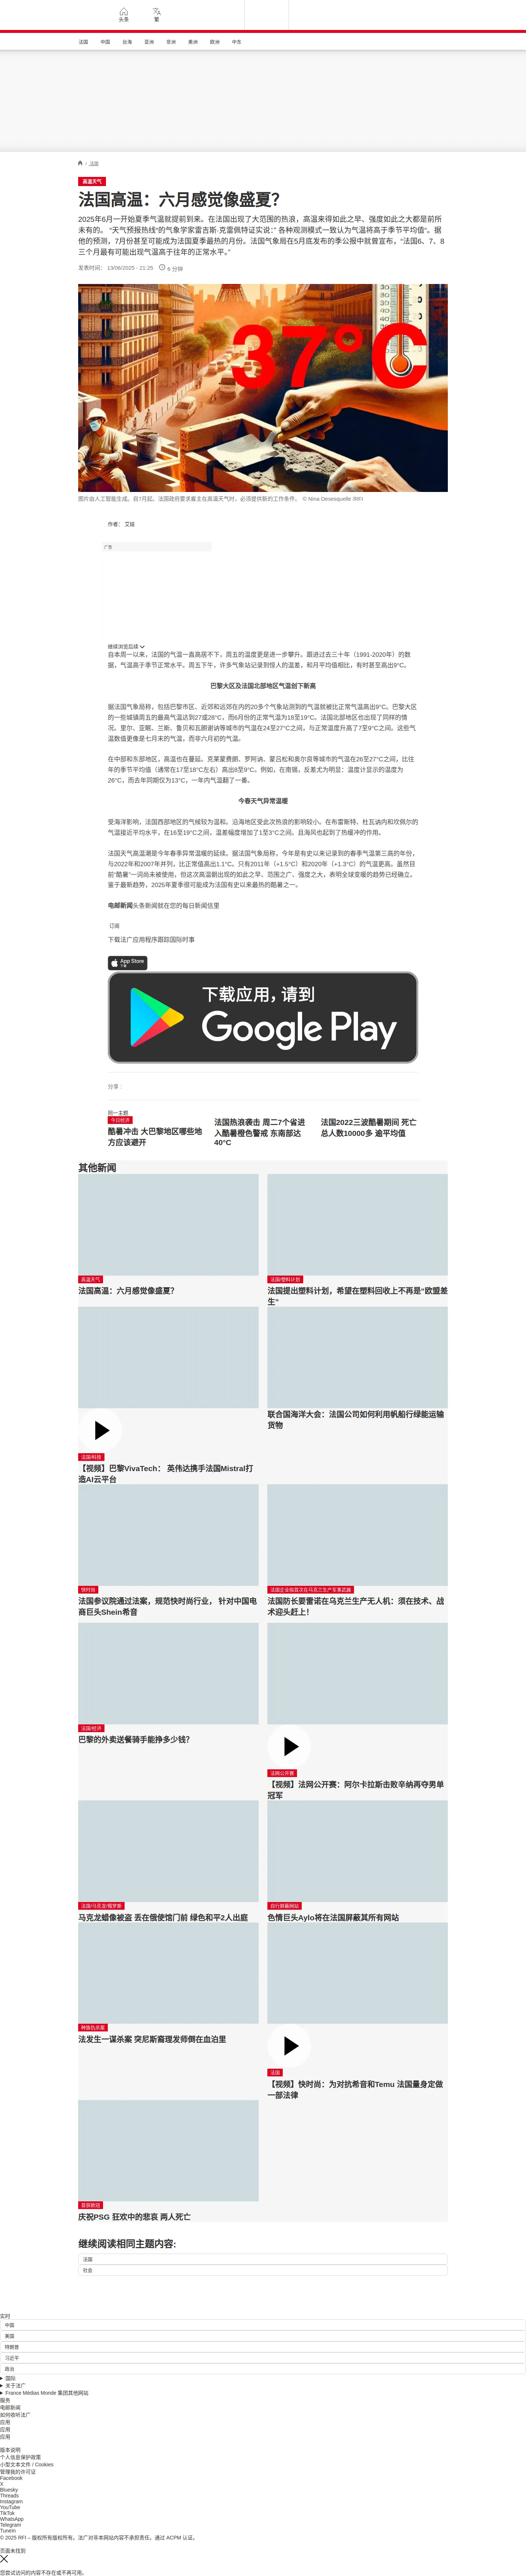 头条
繁
法国
中国
台海
亚洲
非洲
美洲
欧洲
中东
/ 法国
高温天气
法国高温：六月感觉像盛夏?
2025年6月一开始夏季气温就提前到来。在法国出现了大范围的热浪，高温来得如此之早、强度如此之大都是前所
未有的。 “天气预报热线”的气象学家雷吉斯·克雷佩特证实说：” 各种观测模式一致认为气温将高于季节平均值“。据
他的预测，7月份甚至可能成为法国夏季最热的月份。法国气象局在5月底发布的季公报中就曾宣布，“法国6、7、8
三个月最有可能出现气温高于往年的正常水平。”
发表时间： 13/06/2025 - 21:25
6 分钟
37°C
图片由人工智能生成。自7月起。法国政府要求雇主在高温天气时，必须提供新的工作条件。 © Nina Desesquelle /RFI
作者： 艾娅
广告
继续浏览后续
自本周一以来，法国的气温一直高居不下，周五的温度更是进一步攀升。跟进过去三十年（1991-2020年）的数
据，气温高于季节正常水平。周五下午，许多气象站记录到惊人的温差，和月平均值相比，有时甚至高出9°C。
巴黎大区及法国北部地区气温创下新高
据法国气象局称，包括巴黎市区、近郊和远郊在内的20多个气象站测到的气温就被比正常气温高出9°C。巴黎大区
的一些城镇周五的最高气温达到27或28°C，而6月份的正常气温为18至19°C。法国北部地区也出现了同样的情
况。里尔、亚眠、兰斯、鲁贝和瓦朗谢讷等城市的气温在24至27°C之间，与正常温度升高了7至9°C之间。这些气
温数值更像是七月末的气温，而非六月初的气温。
在中部和东部地区，高温也在蔓延。克莱蒙费朗、罗阿讷、蒙吕松和奥尔良等城市的气温在26至27°C之间，比往
年的季节平均值（通常在17至18°C左右）高出8至9°C。例如，在南锡，反差尤为明显：温度计显示的温度为
26°C，而去年同期仅为13°C，一年内气温翻了一番。
今春天气异常温暖
受海洋影响，法国西部地区的气候较为温和。沿海地区受此次热浪的影响较小。在布雷斯特、杜瓦讷内和坎佩尔的
气温接近平均水平，在16至19°C之间，温差幅度增加了1至3°C之间。且海风也起到了热缓冲的作用。
法国天气高温潮是今年春季异常温暖的延续。据法国气象局称，今年是有史以来记录到的春季气温第三高的年份，
与2022年和2007年并列，比正常值高出1.1°C。只有2011年（+1.5°C）和2020年（+1.3°C）的气温更高。虽然目
前“酷暑”一词尚未被使用，但这次高温翻出现的如此之早、范围之广、强度之大，表明全球变暖的趋势已经确立。
鉴于最新趋势，2025年夏季很可能成为法国有史以来最热的酷暑之一。
电邮新闻头条新闻就在您的每日新闻信里
订阅
下载法广应用程序跟踪国际时事
App Store
下载应用，请到
Google Play
分享 :
同一主题
今日经济
酷暑冲击 大巴黎地区哪些地
方应该避开
法国热浪袭击 周二7个省进
入酷暑橙色警戒 东南部达
40°C
法国2022三波酷暑期间 死亡
总人数10000多 逾平均值
其他新闻
高温天气
法国高温：六月感觉像盛夏?
法国/塑料计划
法国提出塑料计划，希望在塑料回收上不再是“欧盟差
生”
法国/科技
【视频】巴黎VivaTech： 英伟达携手法国Mistral打
造AI云平台
联合国海洋大会：法国公司如何利用帆船行绿能运输
货物
快时尚
法国参议院通过法案，规范快时尚行业， 针对中国电
商巨头Shein希音
法国企业拟首次在乌克兰生产军事武器
法国防长要雷诺在乌克兰生产无人机：须在技术、战
术迎头赶上！
法国/经济
巴黎的外卖送餐骑手能挣多少钱？
法网公开赛
【视频】法网公开赛：阿尔卡拉斯击败辛纳再夺男单
冠军
法国/马克龙/俄罗斯
马克龙蜡像被盗 丢在俄使馆门前 绿色和平2人出庭
自行屏蔽网站
色情巨头Aylo将在法国屏蔽其所有网站
种族仇杀案
法发生一谋杀案 突尼斯裔理发师倒在血泊里
法国
【视频】快时尚：为对抗希音和Temu 法国量身定做
一部法律
首获欧冠
庆祝PSG 狂欢中的悲哀 两人死亡
继续阅读相同主题内容:
法国
社会
实时
中国
美国
特朗普
习近平
政治
国际
关于法广
France Médias Monde 集团其他网站
服务
电邮新闻
如何收听法广
应用
应用
应用
版本说明
个人信息保护政策
小型文本文件 / Cookies
管理我的许可证
Facebook
X
Bluesky
Threads
Instagram
YouTube
TikTok
WhatsApp
Telegram
TuneIn
© 2025 RFI – 版权所有版权所有。法广对非本网站内容不承担责任。通过 ACPM 认证。
页面未找到
您尝试访问的内容不存在或不再可用。